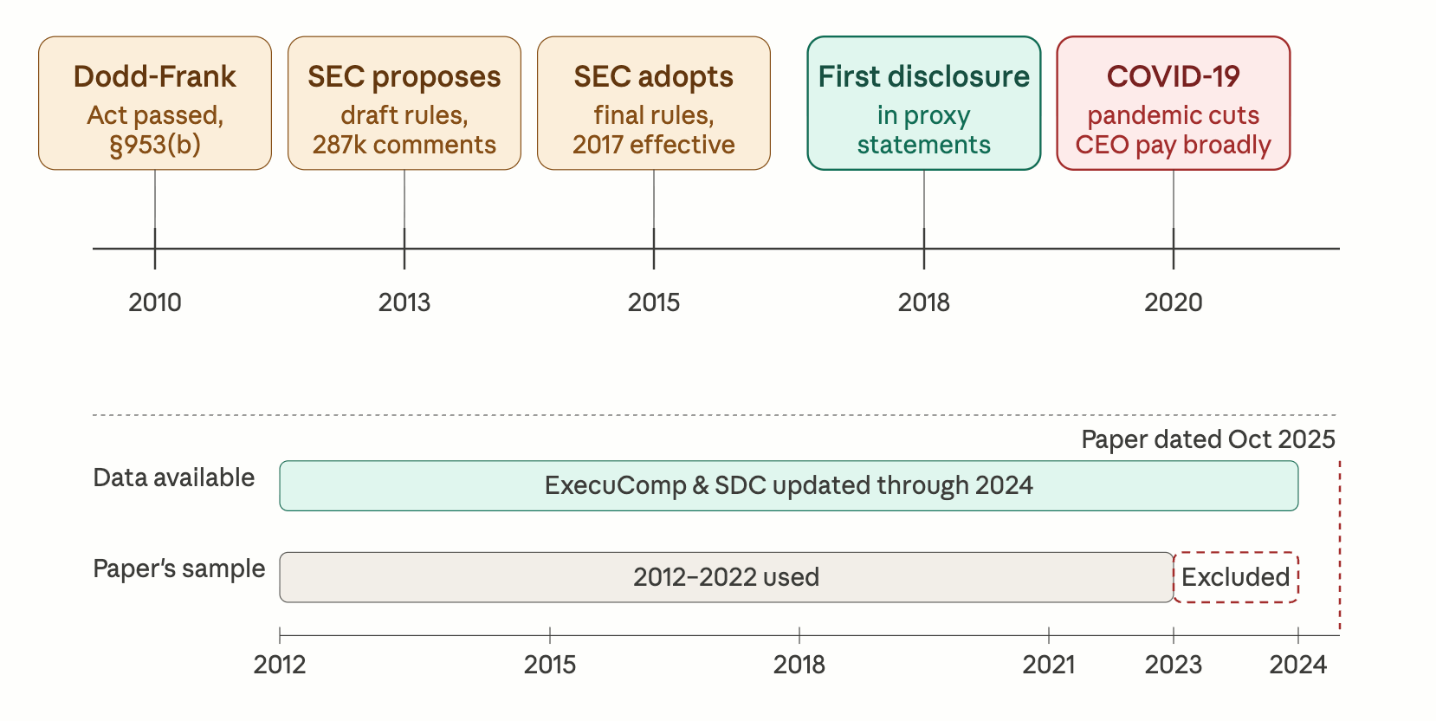 Dodd-Frank
Act passed,
§953(b)
SEC proposes
draft rules,
287k comments
SEC adopts
final rules,
2017 effective
First disclosure
in proxy
statements
COVID-19
pandemic cuts
CEO pay broadly
2010
2013
2015
2018
2020
Paper dated Oct 2025
Data available
ExecuComp & SDC updated through 2024
Paper's sample
2012–2022 used
Excluded
2012
2015
2018
2021
2023
2024